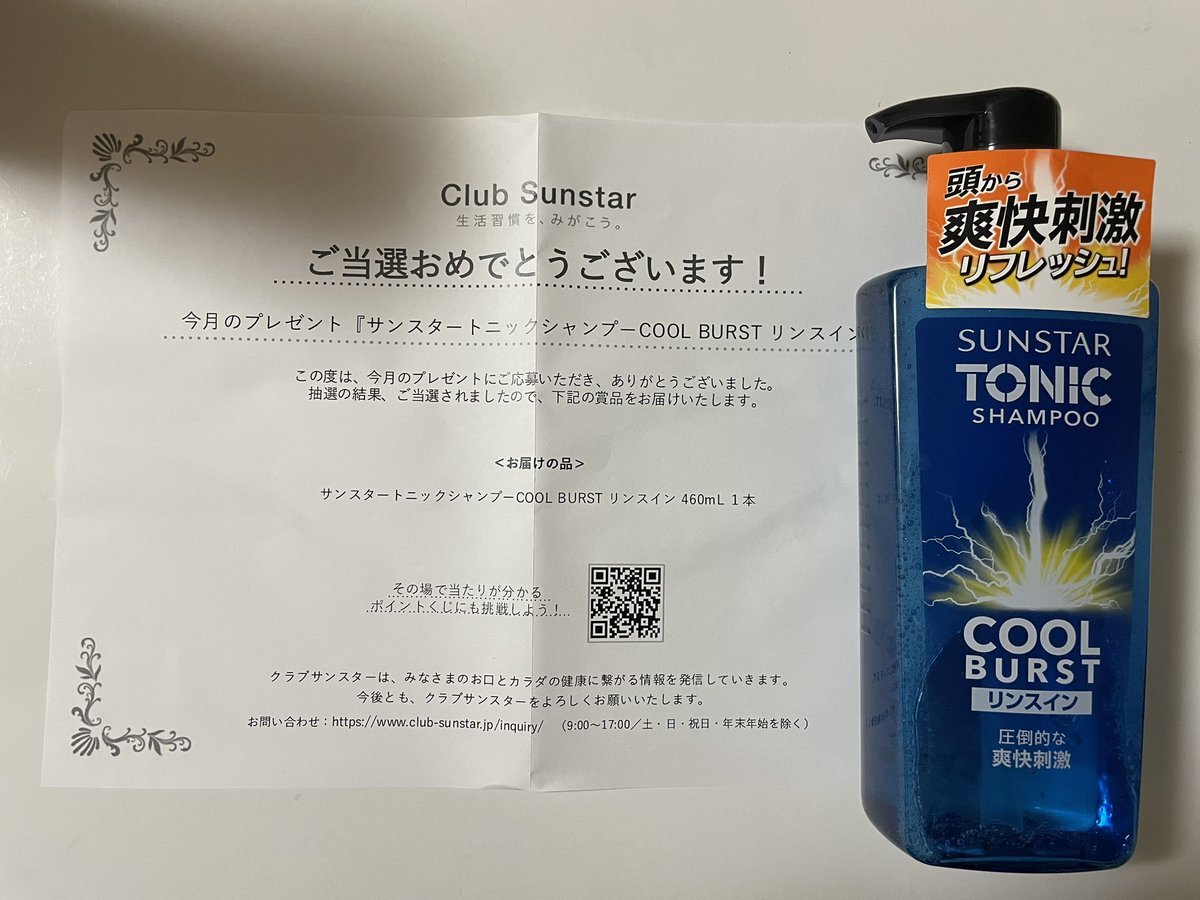 Club Sunstar
生活習慣を、みがこう。
ご当選おめでとうございます！
今月のプレゼント『サンスタートニックシャンプーCOOL BURST リンスイン
この度は、今月のプレゼントにご応募いただき、ありがとうございました。
抽選の結果、ご当選されましたので、下記の賞品をお届けいたします。
＜お届けの品＞
サンスタートニックシャンプーCOOL BURST リンスイン 460mL １本
その場で当たりが分かる
ポイントくじにも挑戦しよう！
クラブサンスターは、みなさまのお口とカラダの健康に繋がる情報を発信していきます。
今後とも、クラブサンスターをよろしくお願いいたします。
お問い合わせ：https://www.club-sunstar.jp/inquiry/ （9:00～17:00／土・日・祝日・年末年始を除く）
頭から
爽快刺激
リフレッシュ!
SUNSTAR
TONIC
SHAMPOO
COOL
BURST
リンスイン
圧倒的な
爽快刺激